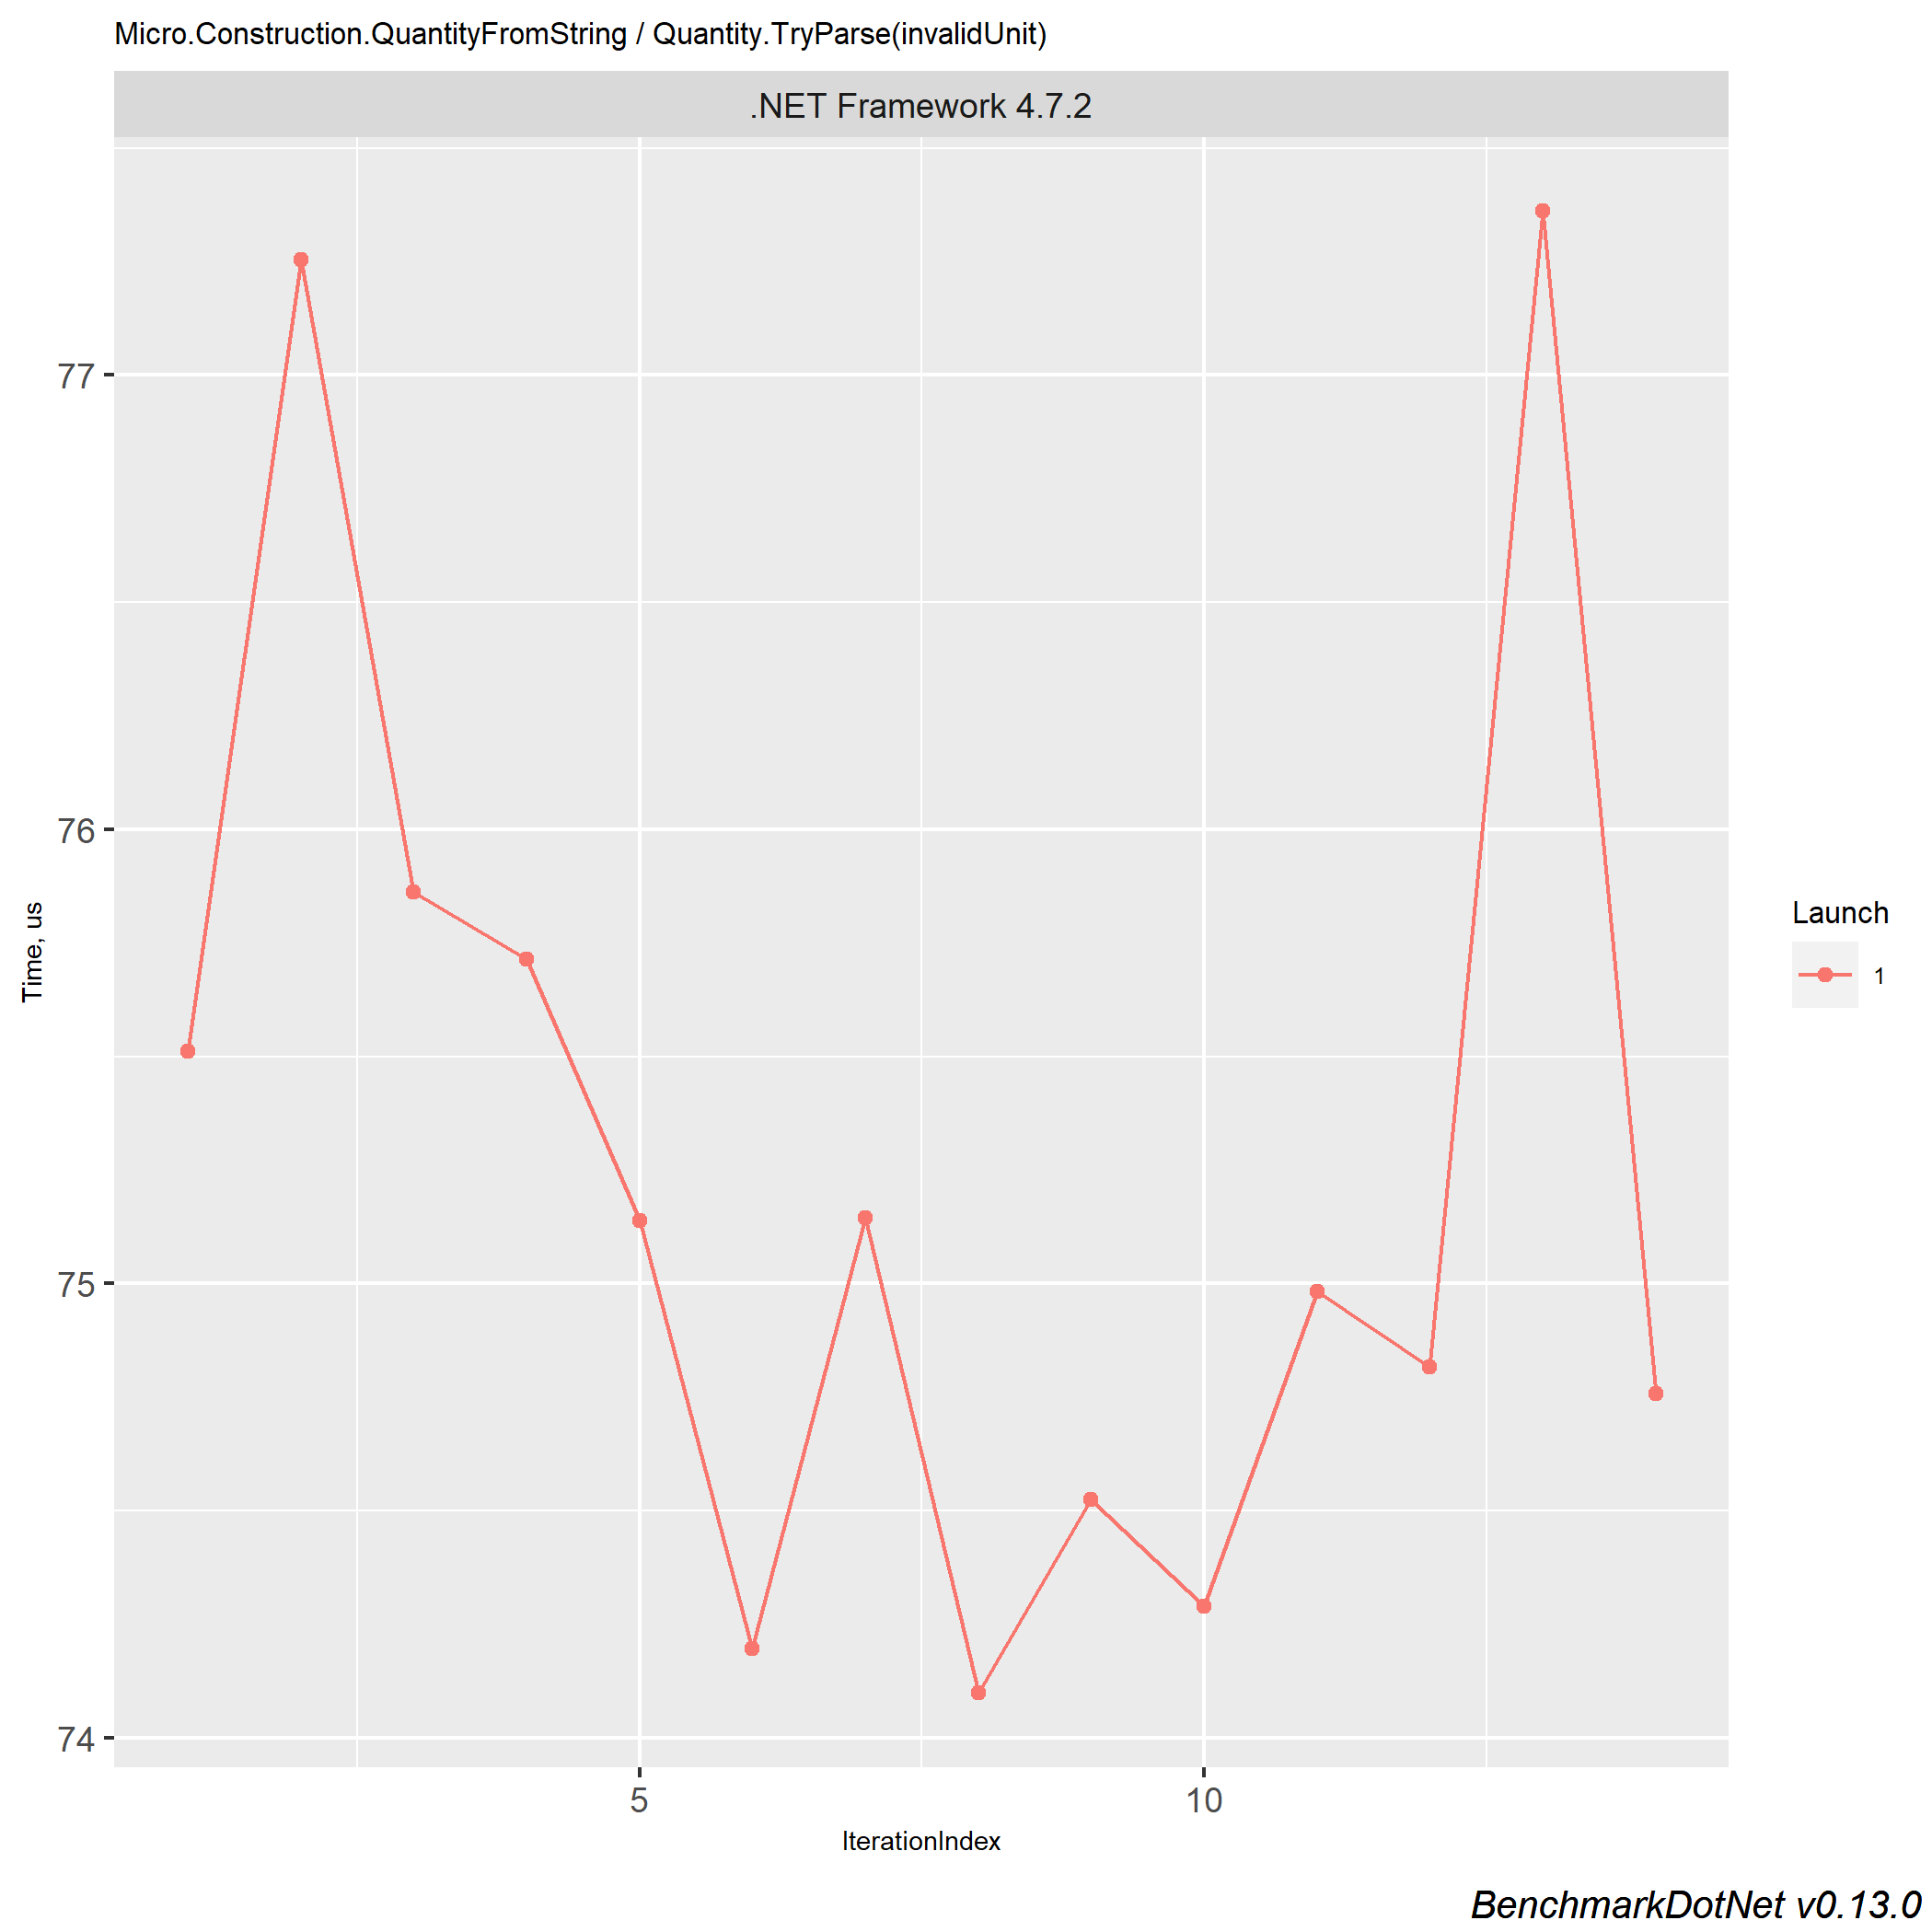 Micro.Construction.QuantityFromString / Quantity.TryParse(invalidUnit)
.NET Framework 4.7.2
77
76
75
74
Time, us
5
10
IterationIndex
Launch
1
BenchmarkDotNet v0.13.0